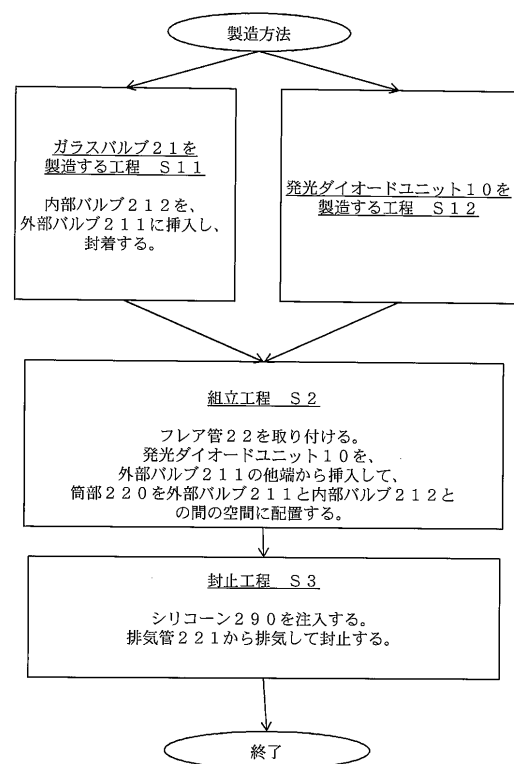 製造方法
ガラスバルブ２１を
製造する工程　Ｓ１１
内部バルブ２１２を、
外部バルブ２１１に挿入し、
封着する。
発光ダイオードユニット１０を
製造する工程　Ｓ１２
組立工程　Ｓ２
フレア管２２を取り付ける。
発光ダイオードユニット１０を、
外部バルブ２１１の他端から挿入して、
筒部２２０を外部バルブ２１１と内部バルブ２１２と
の間の空間に配置する。
封止工程　Ｓ３
シリコーン２９０を注入する。
排気管２２１から排気して封止する。
終了